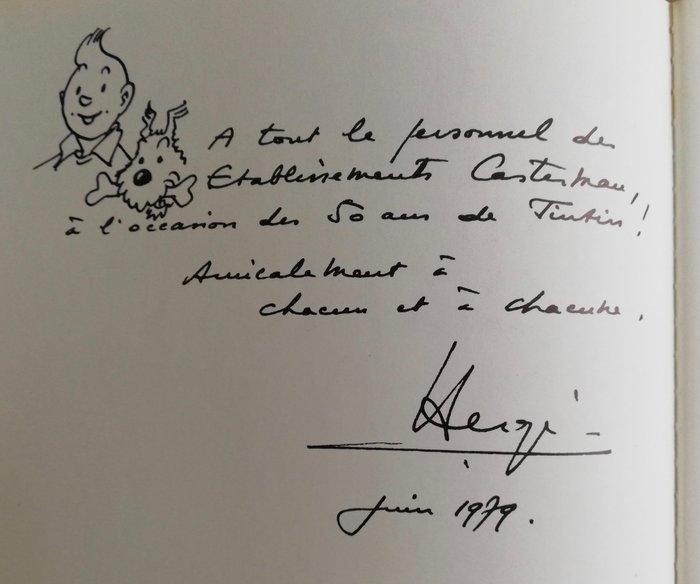 A tout le personnel des
Etablissements Casterman,
à l'occasion des 50 ans de Tintin !
Amicalement à
chacun et à chacune.
Hergé
juin 1979.